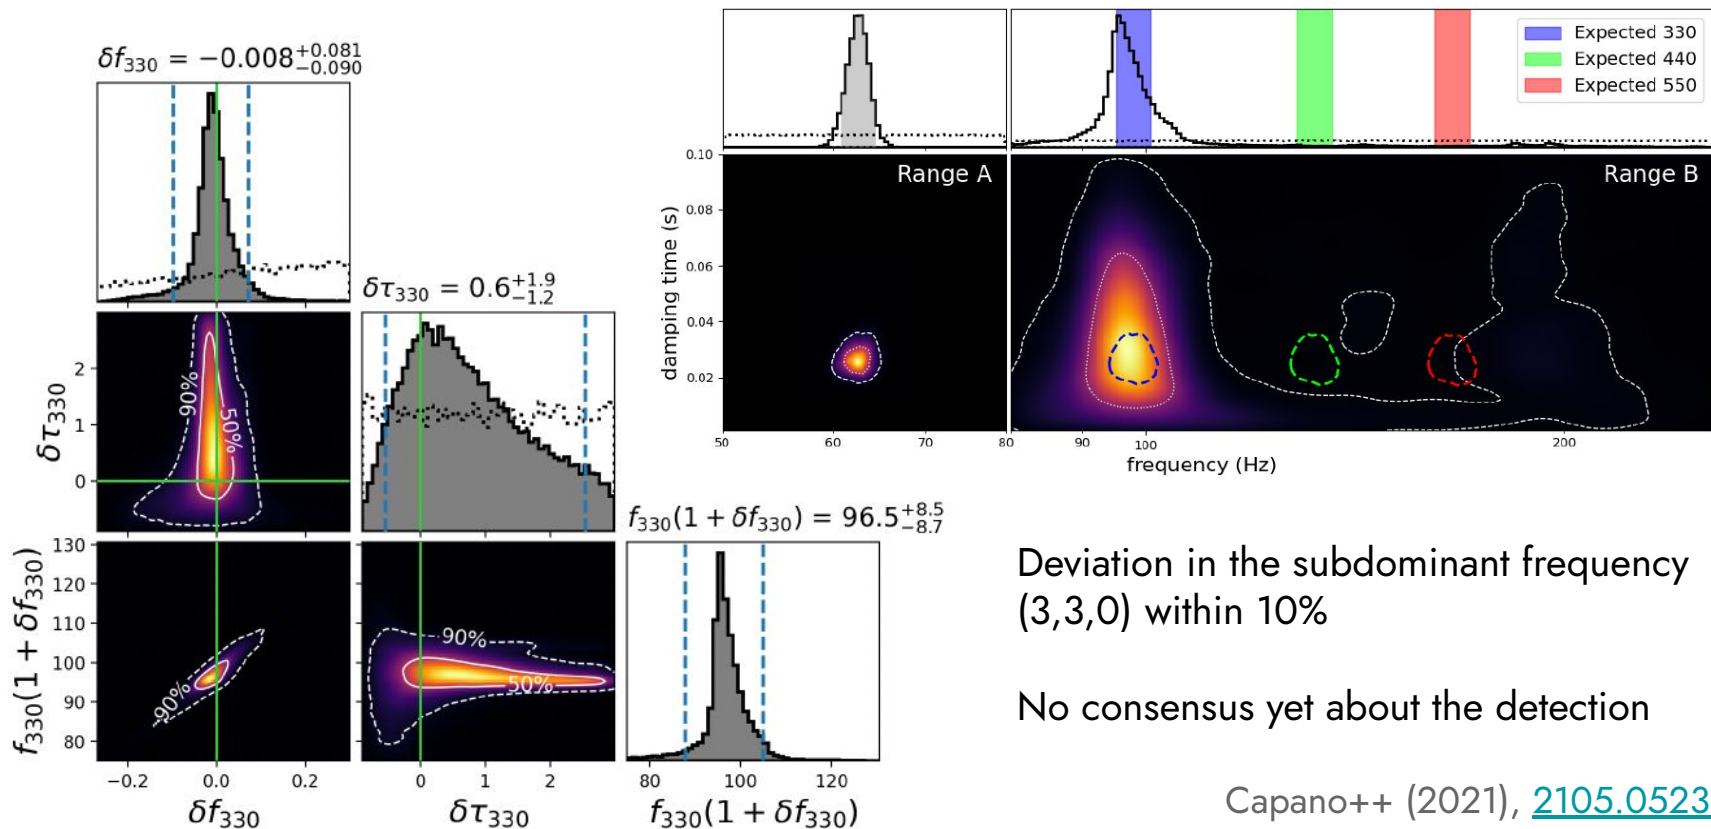 δf₃₃₀ = −0.008 +0.081 −0.090
δτ₃₃₀ = 0.6 +1.9 −1.2
f₃₃₀(1 + δf₃₃₀) = 96.5 +8.5 −8.7
90%
50%
90%
90%
50%
δτ₃₃₀
2
1
0
f₃₃₀(1 + δf₃₃₀)
130
120
110
100
90
80
−0.2
0.0
0.2
δf₃₃₀
0
1
2
δτ₃₃₀
80
100
120
f₃₃₀(1 + δf₃₃₀)
Expected 330
Expected 440
Expected 550
Range A
Range B
damping time (s)
0.10
0.08
0.06
0.04
0.02
50
60
70
80
80
90
100
200
frequency (Hz)
Deviation in the subdominant frequency
(3,3,0) within 10%
No consensus yet about the detection
Capano++ (2021), 2105.0523